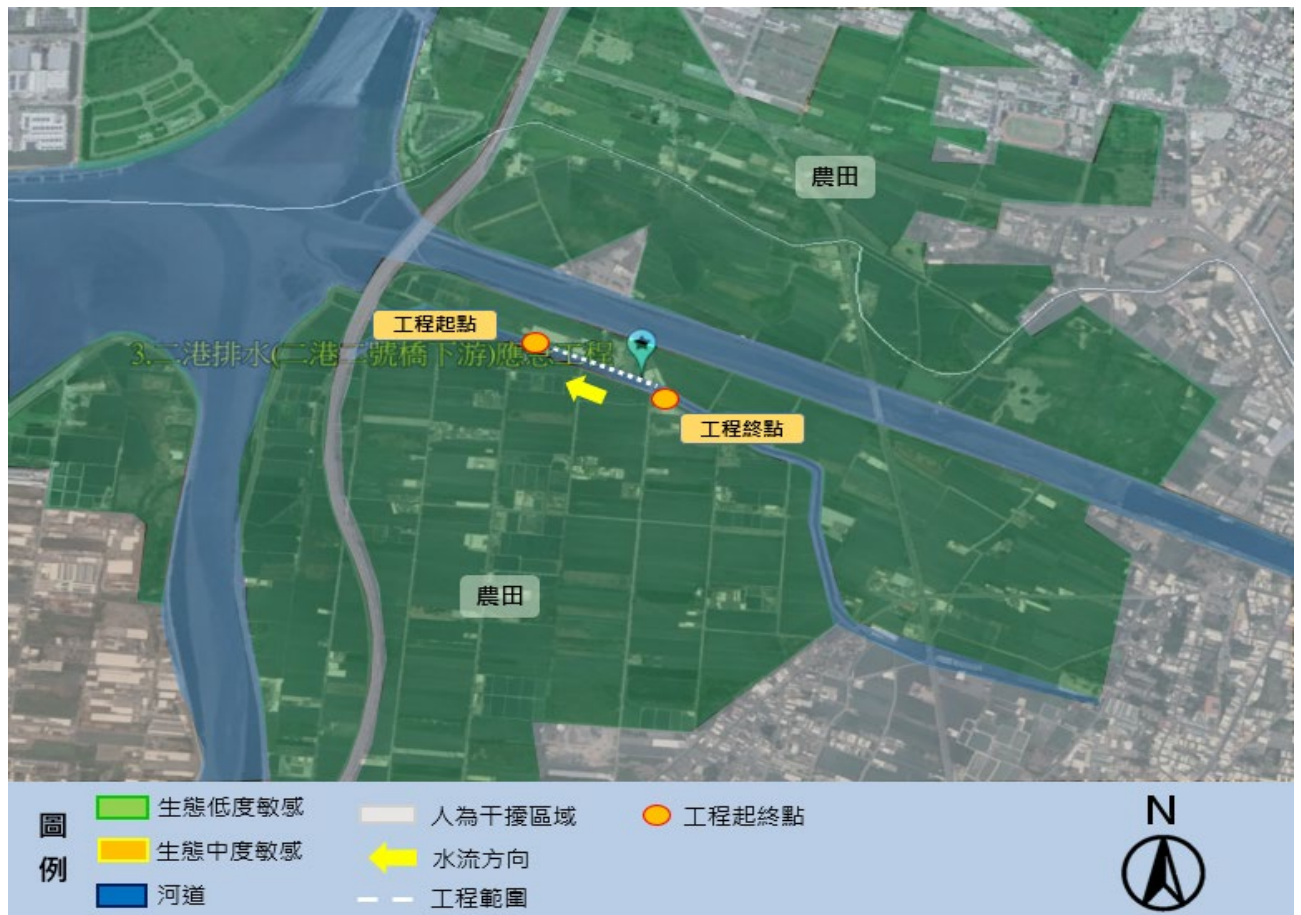 農田
工程起點
3.二港排水(二港二號橋下游)應急工程
工程終點
農田
圖例
生態低度敏感
生態中度敏感
河道
人為干擾區域
水流方向
工程範圍
工程起終點
N